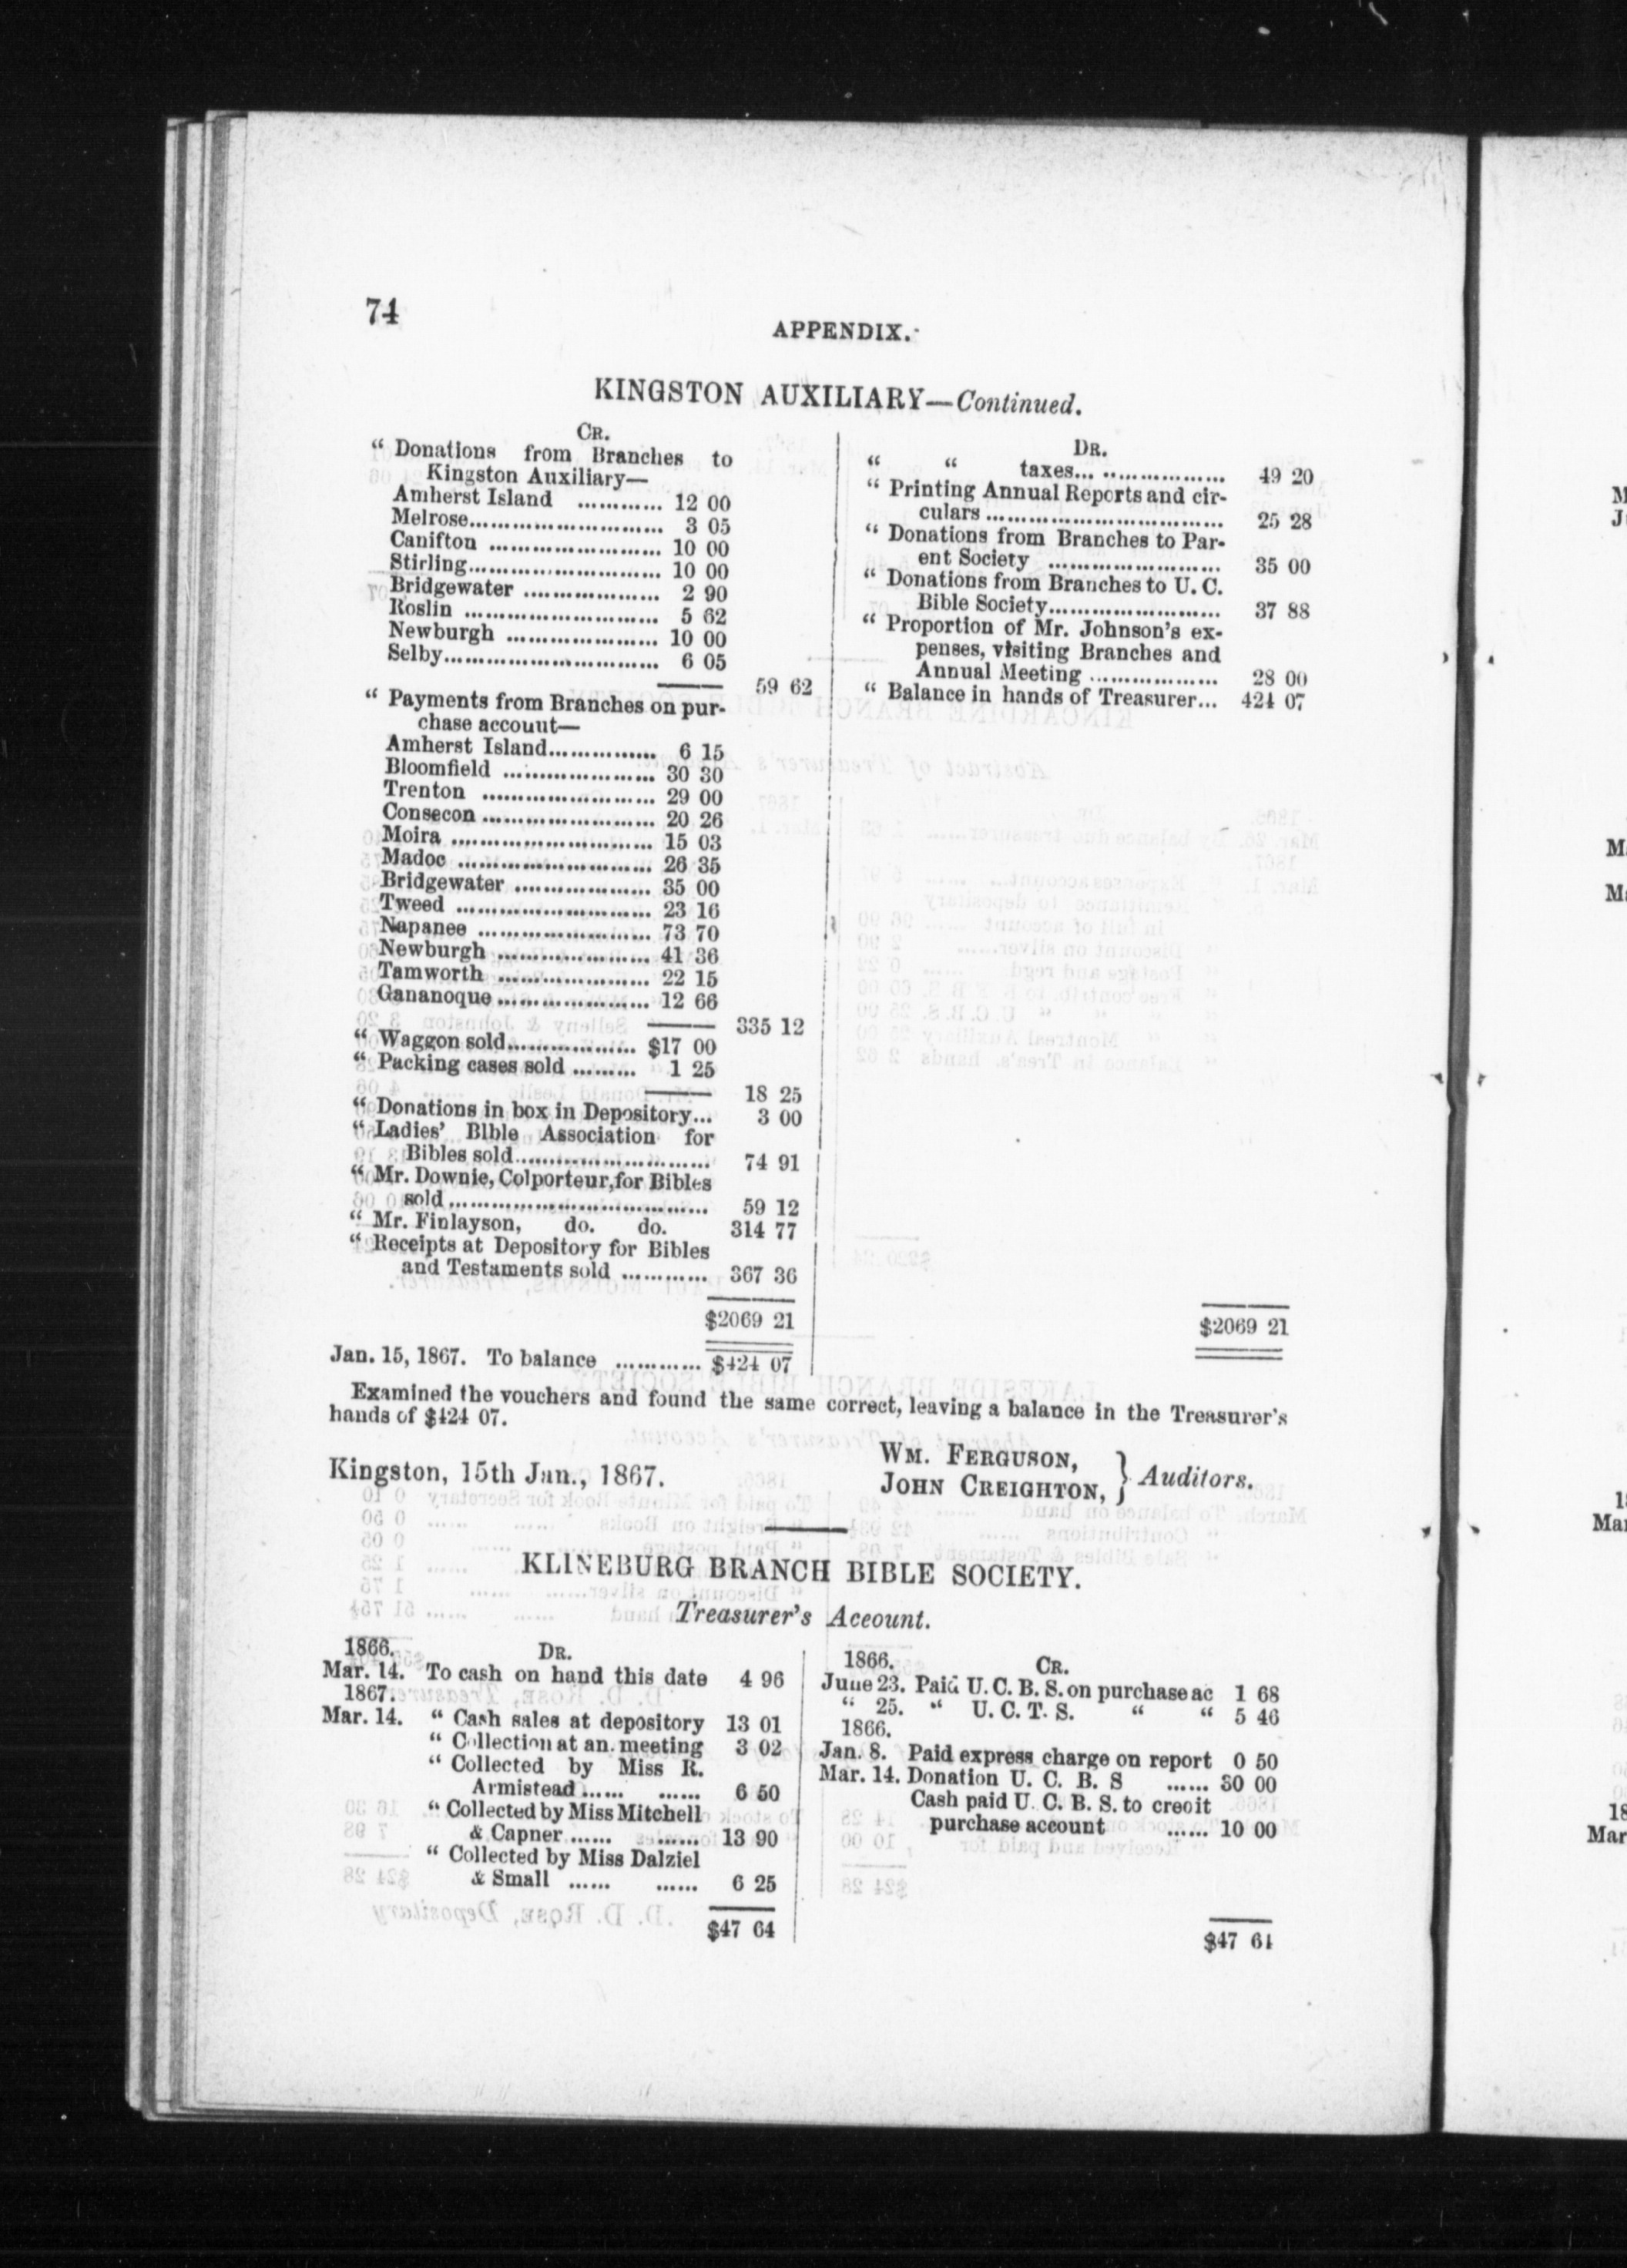 74
APPENDIX.
KINGSTON AUXILIARY—Continued.
CR.
“ Donations from Branches to
Kingston Auxiliary—
Amherst Island ............ 12 00
Melrose............................ 3 05
Canifton ......................... 10 00
Stirling............................ 10 00
Bridgewater .................... 2 90
Roslin ............................ 5 62
Newburgh ...................... 10 00
Selby............................... 6 05
59 62
“ Payments from Branches on pur-
chase accouut—
Amherst Island................ 6 15
Bloomfield ...................... 30 30
Trenton ......................... 29 00
Consecon ......................... 20 26
Moira ............................. 15 03
Madoc ............................ 26 35
Bridgewater .................... 35 00
Tweed ............................ 23 16
Napanee ......................... 73 70
Newburgh ...................... 41 36
Tamworth ...................... 22 15
Gananoque ...................... 12 66
335 12
“ Waggon sold................... $17 00
“ Packing cases sold ......... 1 25
18 25
“ Donations in box in Depository... 3 00
“ Ladies’ Bible Association for
Bibles sold............................ 74 91
“ Mr. Downie, Colporteur,for Bibles
sold ..................................... 59 12
“ Mr. Finlayson, do. do. 314 77
“ Receipts at Depository for Bibles
and Testaments sold ............ 367 36
$2069 21
Jan. 15, 1867. To balance ............ $424 07
DR.
“ “ taxes... .................. 49 20
“ Printing Annual Reports and cir-
culars .................................. 25 28
“ Donations from Branches to Par-
ent Society ......................... 35 00
“ Donations from Branches to U. C.
Bible Society......................... 37 88
“ Proportion of Mr. Johnson’s ex-
penses, visiting Branches and
Annual Meeting .................. 28 00
“ Balance in hands of Treasurer... 424 07
$2069 21
Examined the vouchers and found the same correct, leaving a balance in the Treasurer’s
hands of $424 07.
Kingston, 15th Jan., 1867.
WM. FERGUSON,
JOHN CREIGHTON, } Auditors.
KLINEBURG BRANCH BIBLE SOCIETY.
Treasurer’s Aceount.
1866. DR.
Mar. 14. To cash on hand this date 4 96
1867.
Mar. 14. “ Cash sales at depository 13 01
“ Collection at an. meeting 3 02
“ Collected by Miss R.
Armistead ...... ...... 6 50
“ Collected by Miss Mitchell
& Capner ...... ...... 13 90
“ Collected by Miss Dalziel
& Small ...... ...... 6 25
$47 64
1866. CR.
June 23. Paid U. C. B. S. on purchase ac 1 68
“ 25. “ U. C. T. S. “ “ 5 46
1866.
Jan. 8. Paid express charge on report 0 50
Mar. 14. Donation U. C. B. S ...... 30 00
Cash paid U. C. B. S. to creoit
purchase account ...... 10 00
$47 64